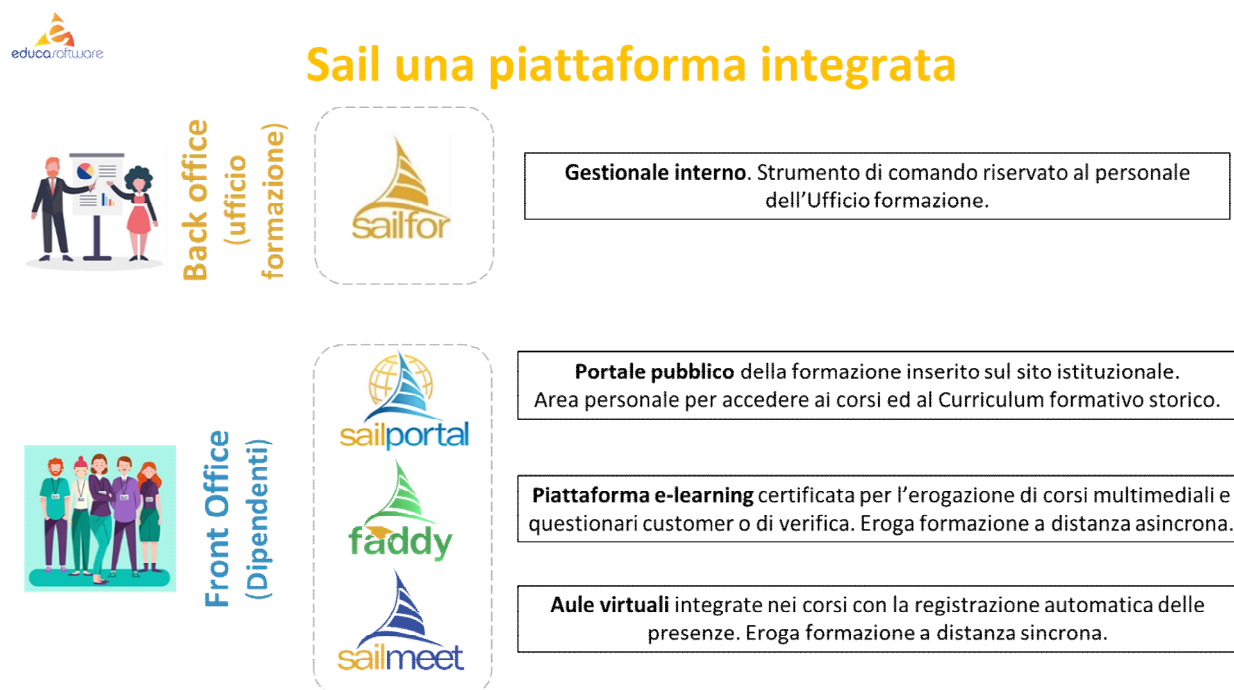 educasoftware
Sail una piattaforma integrata
Back office
(ufficio
formazione)
sailfor
Gestionale interno. Strumento di comando riservato al personale
dell’Ufficio formazione.
Front Office
(Dipendenti)
sailportal
Portale pubblico della formazione inserito sul sito istituzionale.
Area personale per accedere ai corsi ed al Curriculum formativo storico.
faddy
Piattaforma e-learning certificata per l’erogazione di corsi multimediali e
questionari customer o di verifica. Eroga formazione a distanza asincrona.
sailmeet
Aule virtuali integrate nei corsi con la registrazione automatica delle
presenze. Eroga formazione a distanza sincrona.